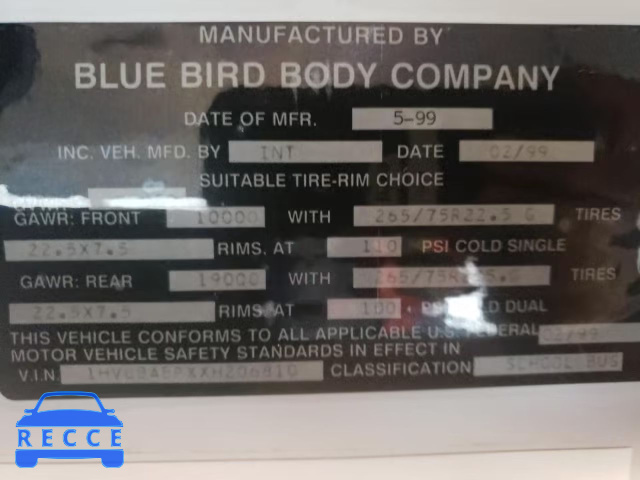 MANUFACTURED BY
BLUE BIRD BODY COMPANY
DATE OF MFR. 5-99
INC. VEH. MFD. BY INT DATE 02/99
SUITABLE TIRE-RIM CHOICE
GAWR: FRONT 10000 WITH 265/75R22.5 G TIRES
22.5X7.5 RIMS. AT 110 PSI COLD SINGLE
GAWR: REAR 19000 WITH TIRES
22.5X7.5 RIMS. AT 100 DUAL
THIS VEHICLE CONFORMS TO ALL APPLICABLE U.S. FEDERAL 02/99
MOTOR VEHICLE SAFETY STANDARDS IN EFFECT IN
V.I.N. CLASSIFICATION SCHOOL BUS
RECCE